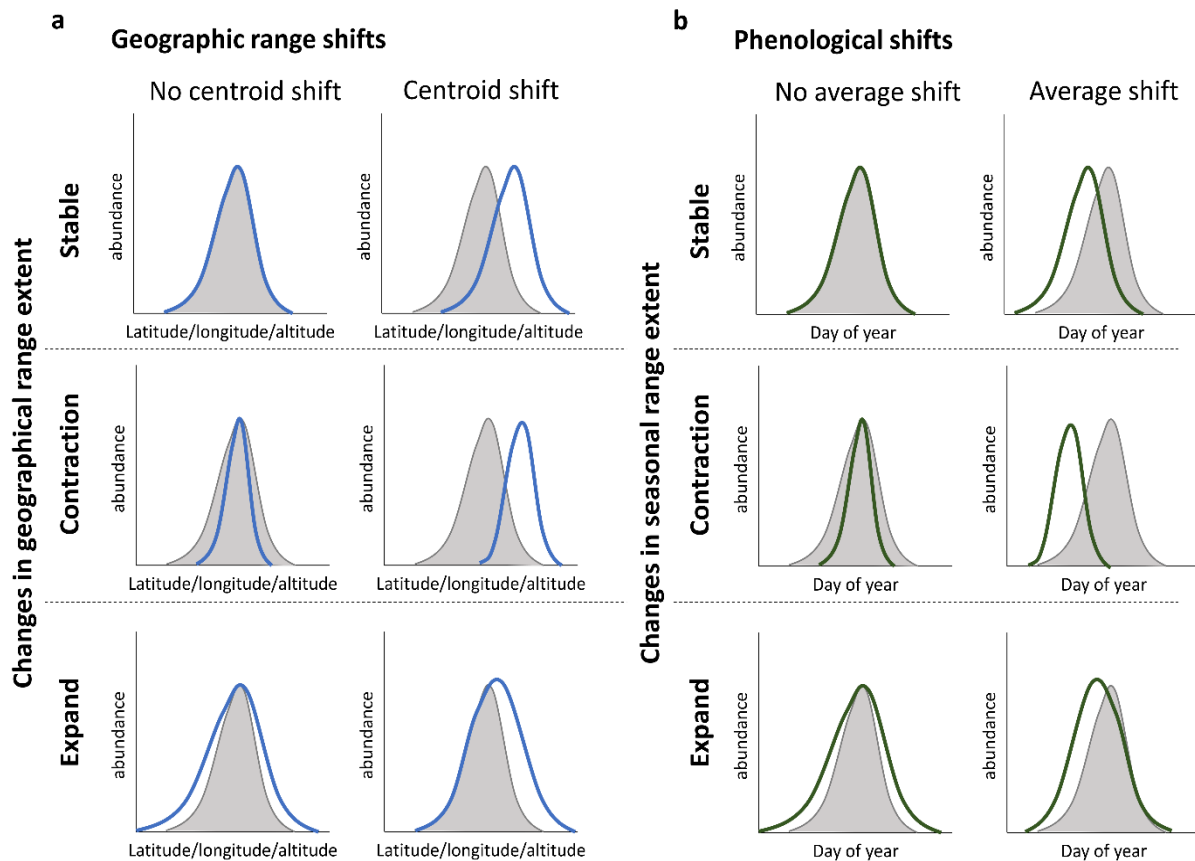 a
Geographic range shifts
No centroid shift
Centroid shift
Changes in geographical range extent
Stable
abundance
Latitude/longitude/altitude
abundance
Latitude/longitude/altitude
Contraction
abundance
Latitude/longitude/altitude
abundance
Latitude/longitude/altitude
Expand
abundance
Latitude/longitude/altitude
abundance
Latitude/longitude/altitude
b
Phenological shifts
No average shift
Average shift
Changes in seasonal range extent
Stable
abundance
Day of year
abundance
Day of year
Contraction
abundance
Day of year
abundance
Day of year
Expand
abundance
Day of year
abundance
Day of year